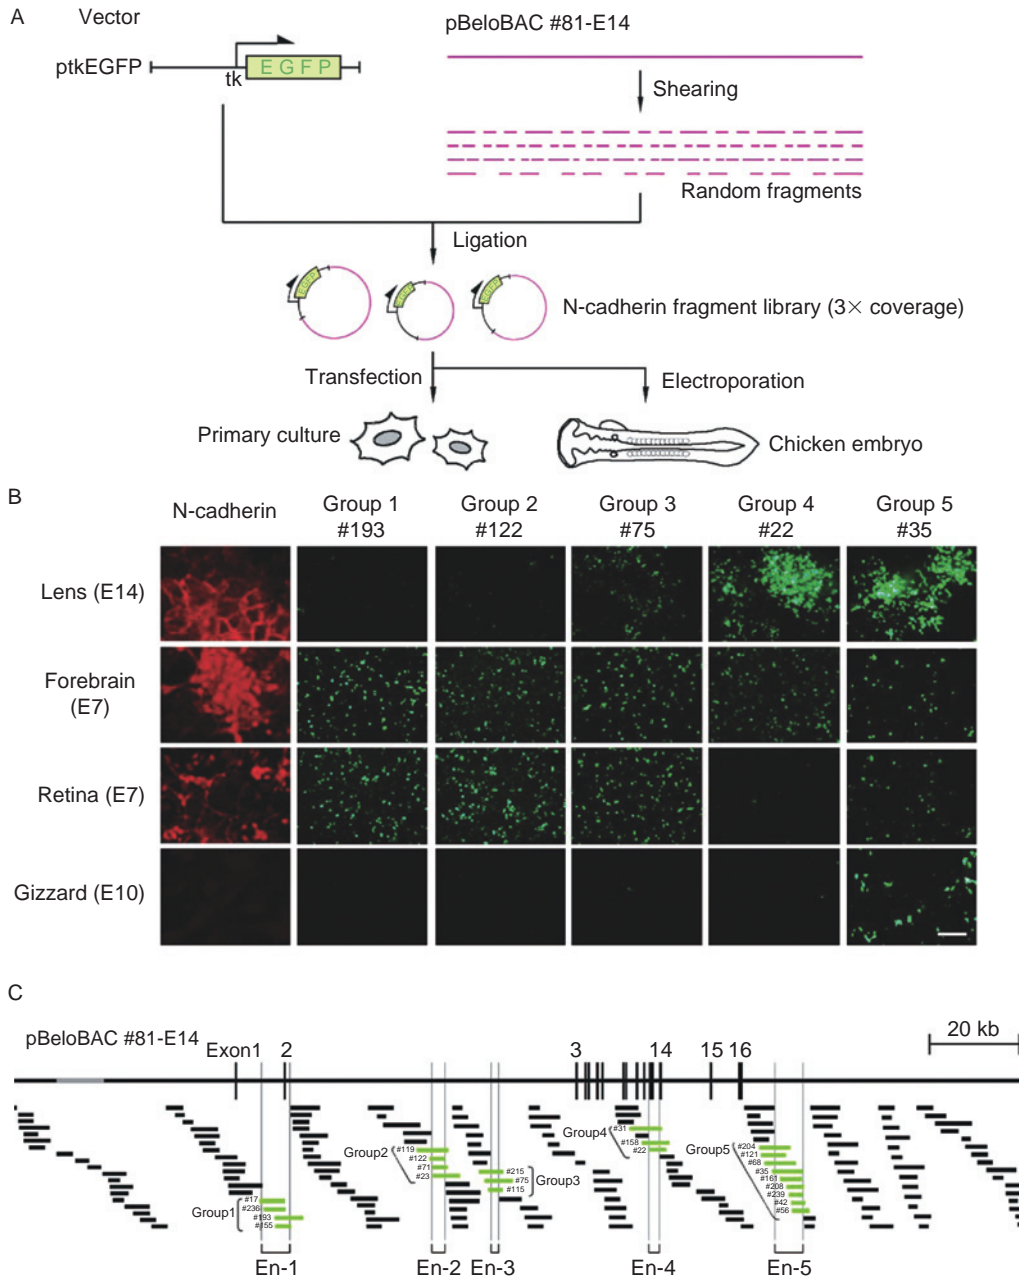 A
Vector
pBeloBAC #81-E14
ptkEGFP
tk
EGFP
Shearing
Random fragments
Ligation
EGFP
EGFP
EGFP
N-cadherin fragment library (3× coverage)
Transfection
Electroporation
Primary culture
Chicken embryo
B
N-cadherin
Group 1
#193
Group 2
#122
Group 3
#75
Group 4
#22
Group 5
#35
Lens (E14)
Forebrain
(E7)
Retina (E7)
Gizzard (E10)
C
pBeloBAC #81-E14
Exon1
2
3
14
15
16
20 kb
Group1
#17
#236
#193
#155
Group2
#119
#122
#71
#23
Group3
#215
#75
#115
Group4
#31
#158
#22
Group5
#204
#121
#68
#35
#161
#208
#239
#42
#56
En-1
En-2
En-3
En-4
En-5